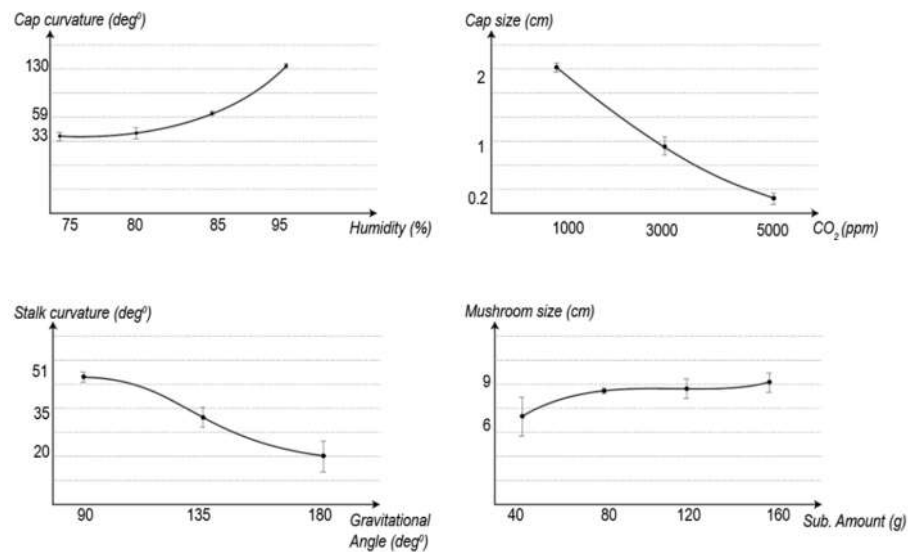 Cap curvature (deg⁰)
130
59
33
75 80 85 95 Humidity (%)
Cap size (cm)
2
1
0.2
1000 3000 5000 CO₂ (ppm)
Stalk curvature (deg⁰)
51
35
20
90 135 180 Gravitational
Angle (deg⁰)
Mushroom size (cm)
9
6
40 80 120 160 Sub. Amount (g)